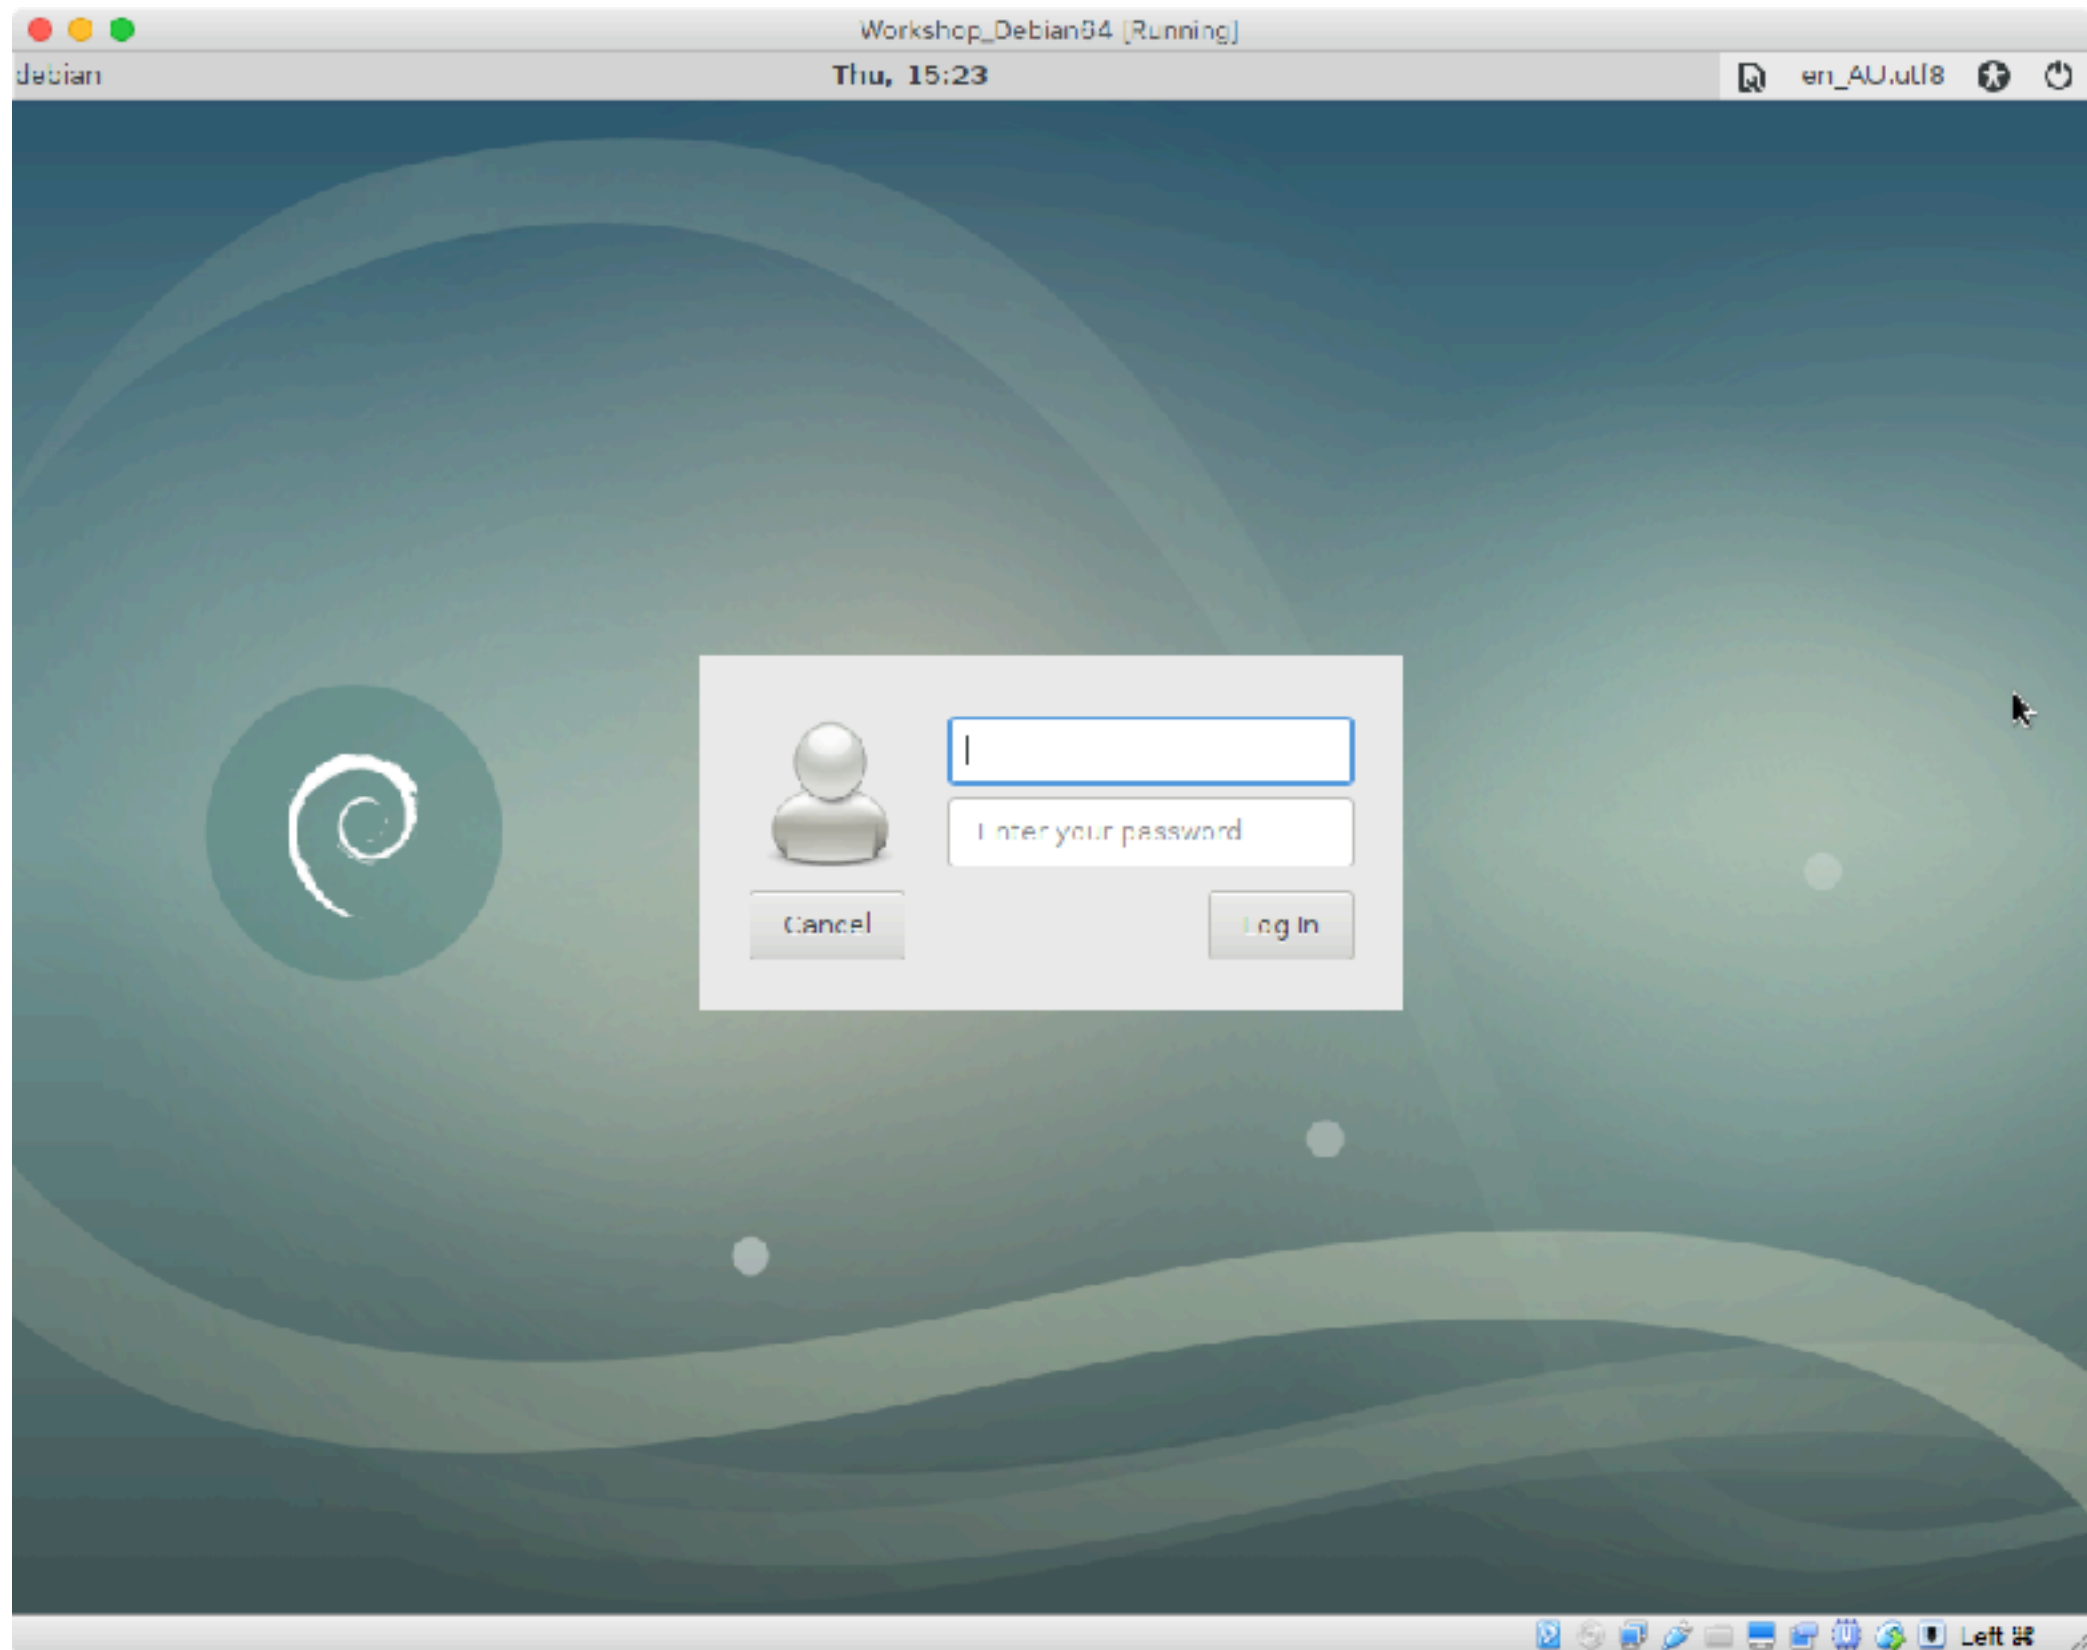 Workshop_Debian64 [Running]
debian Thu, 15:23 en_AU.utf8
Enter your password
Cancel Log In
Left ⌘